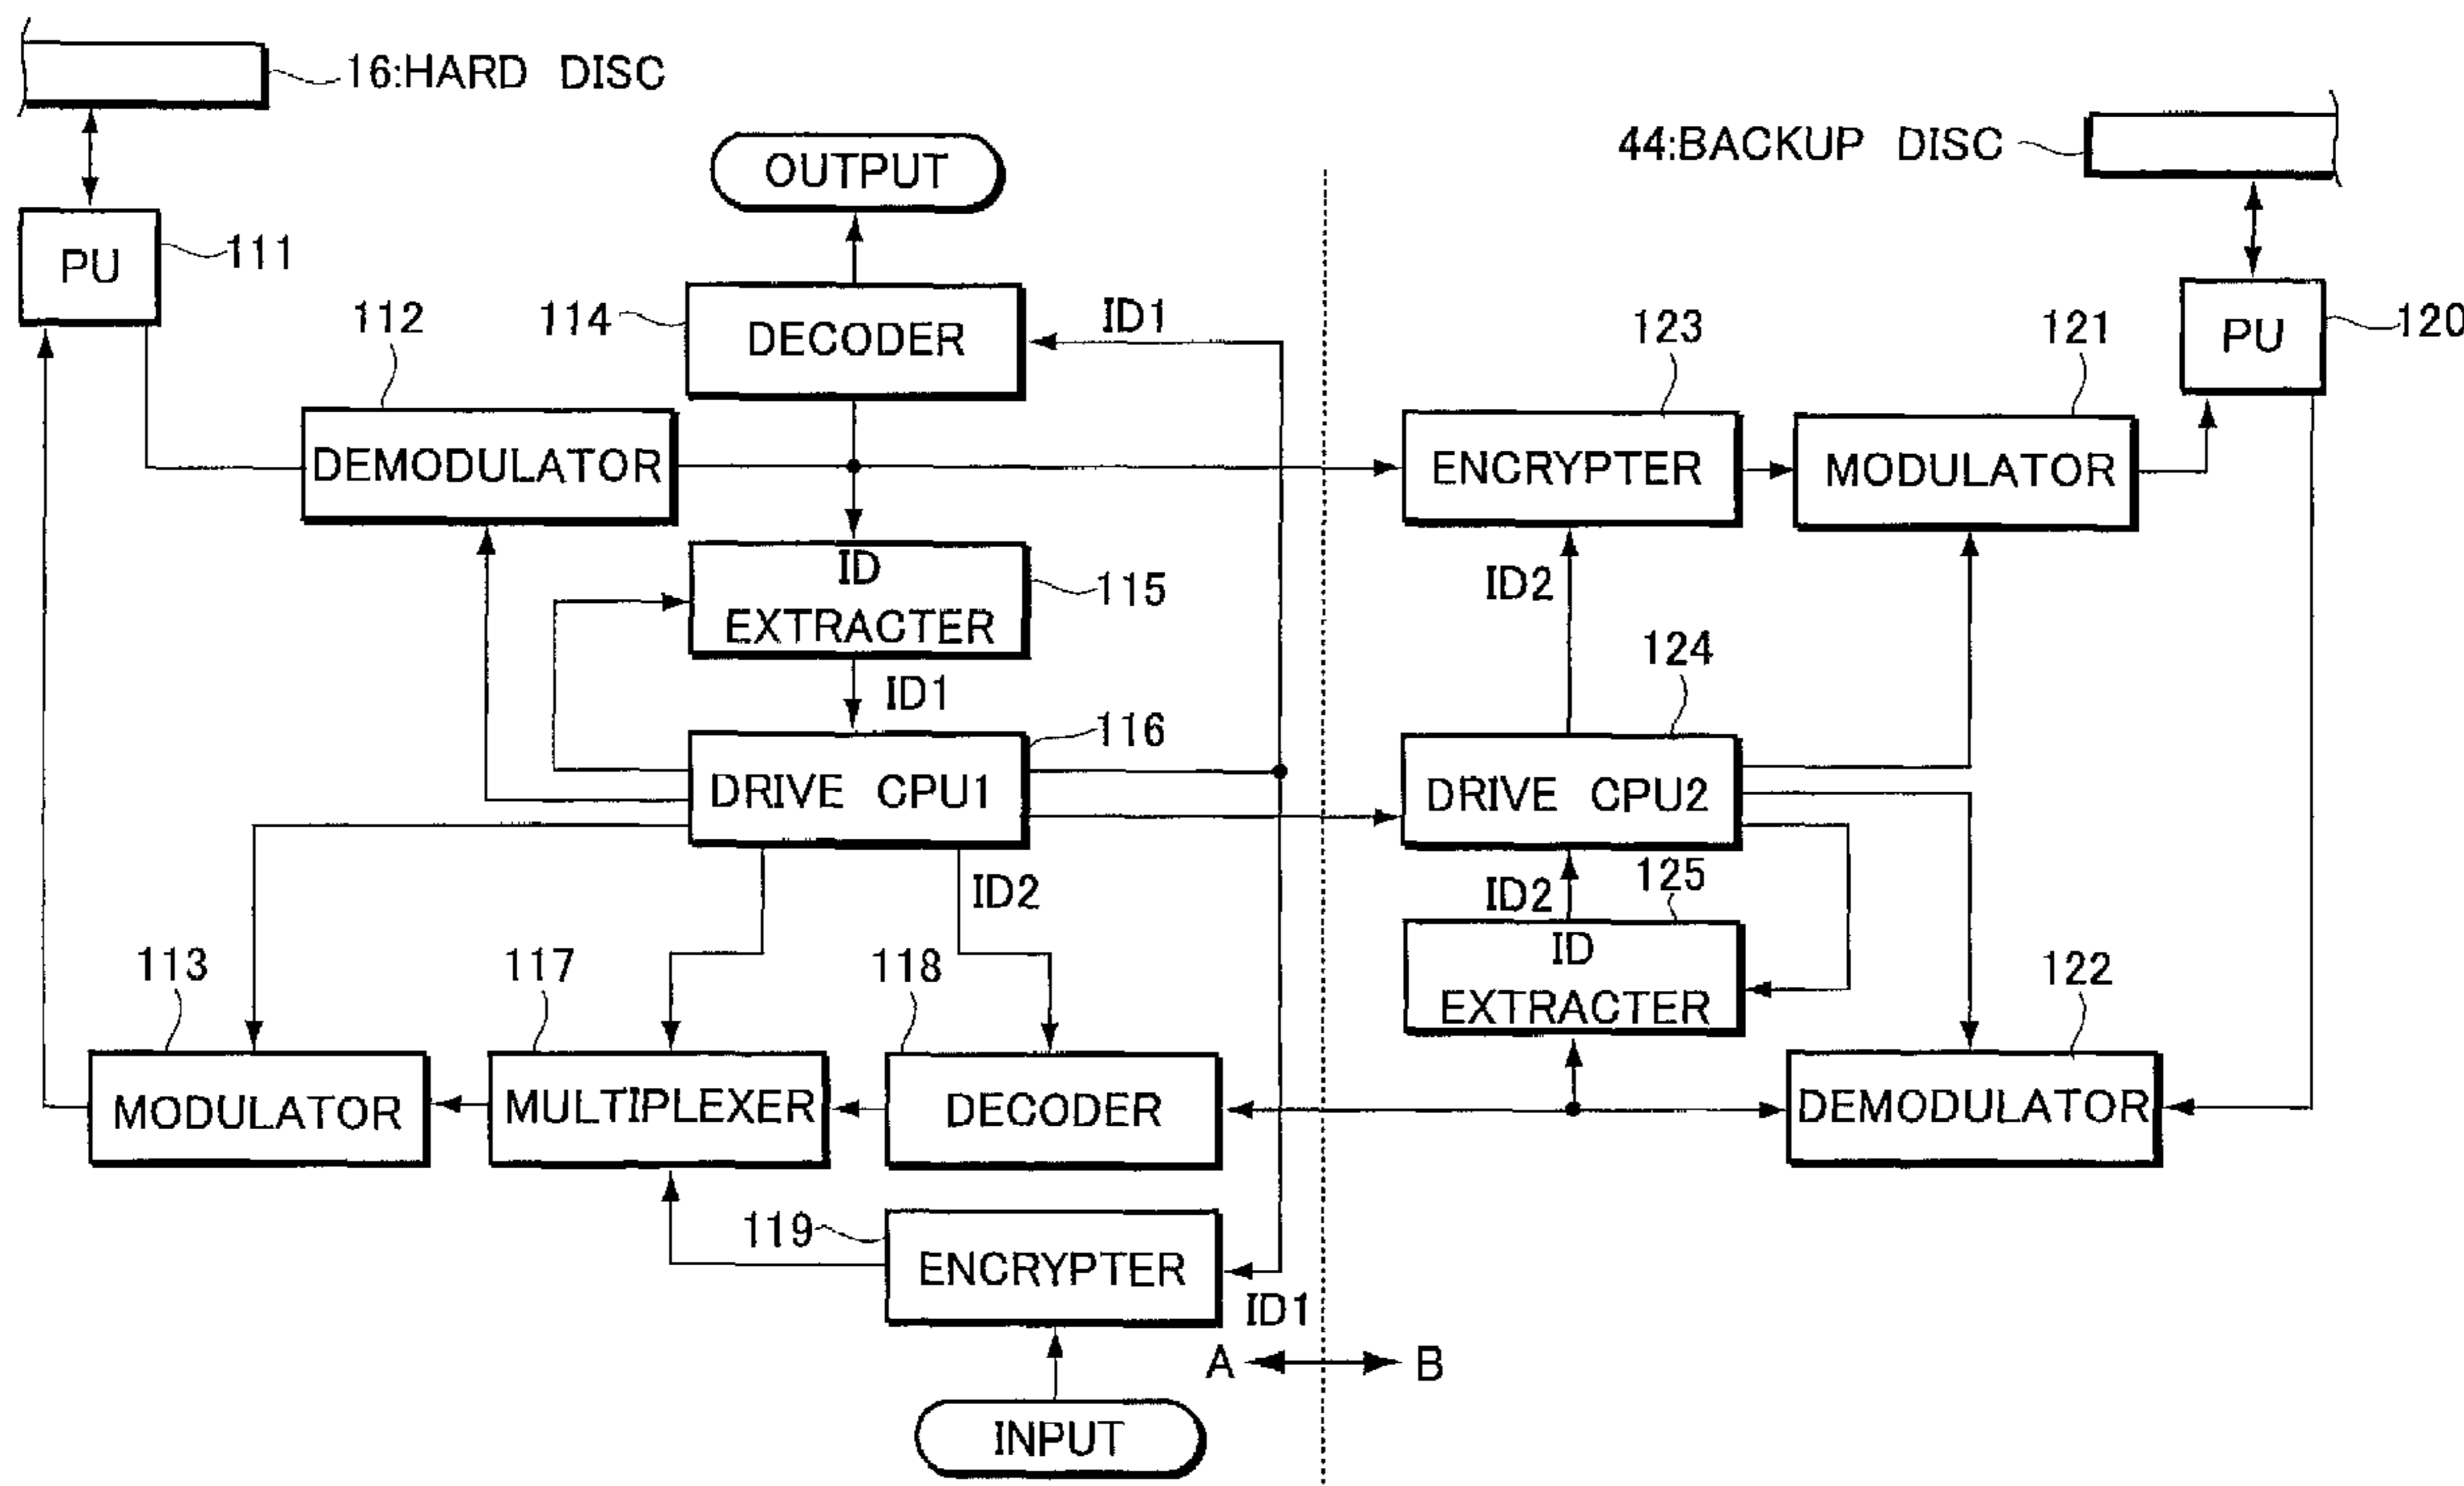 16:HARD DISC
44:BACKUP DISC
OUTPUT
PU
111
112
114
DECODER
ID1
123
121
PU
120
DEMODULATOR
ENCRYPTER
MODULATOR
ID
EXTRACTER
115
ID2
124
ID1
116
DRIVE CPU1
DRIVE CPU2
ID2
ID2
125
ID
EXTRACTER
113
117
118
122
MODULATOR
MULTIPLEXER
DECODER
DEMODULATOR
119
ENCRYPTER
ID1
A
B
INPUT